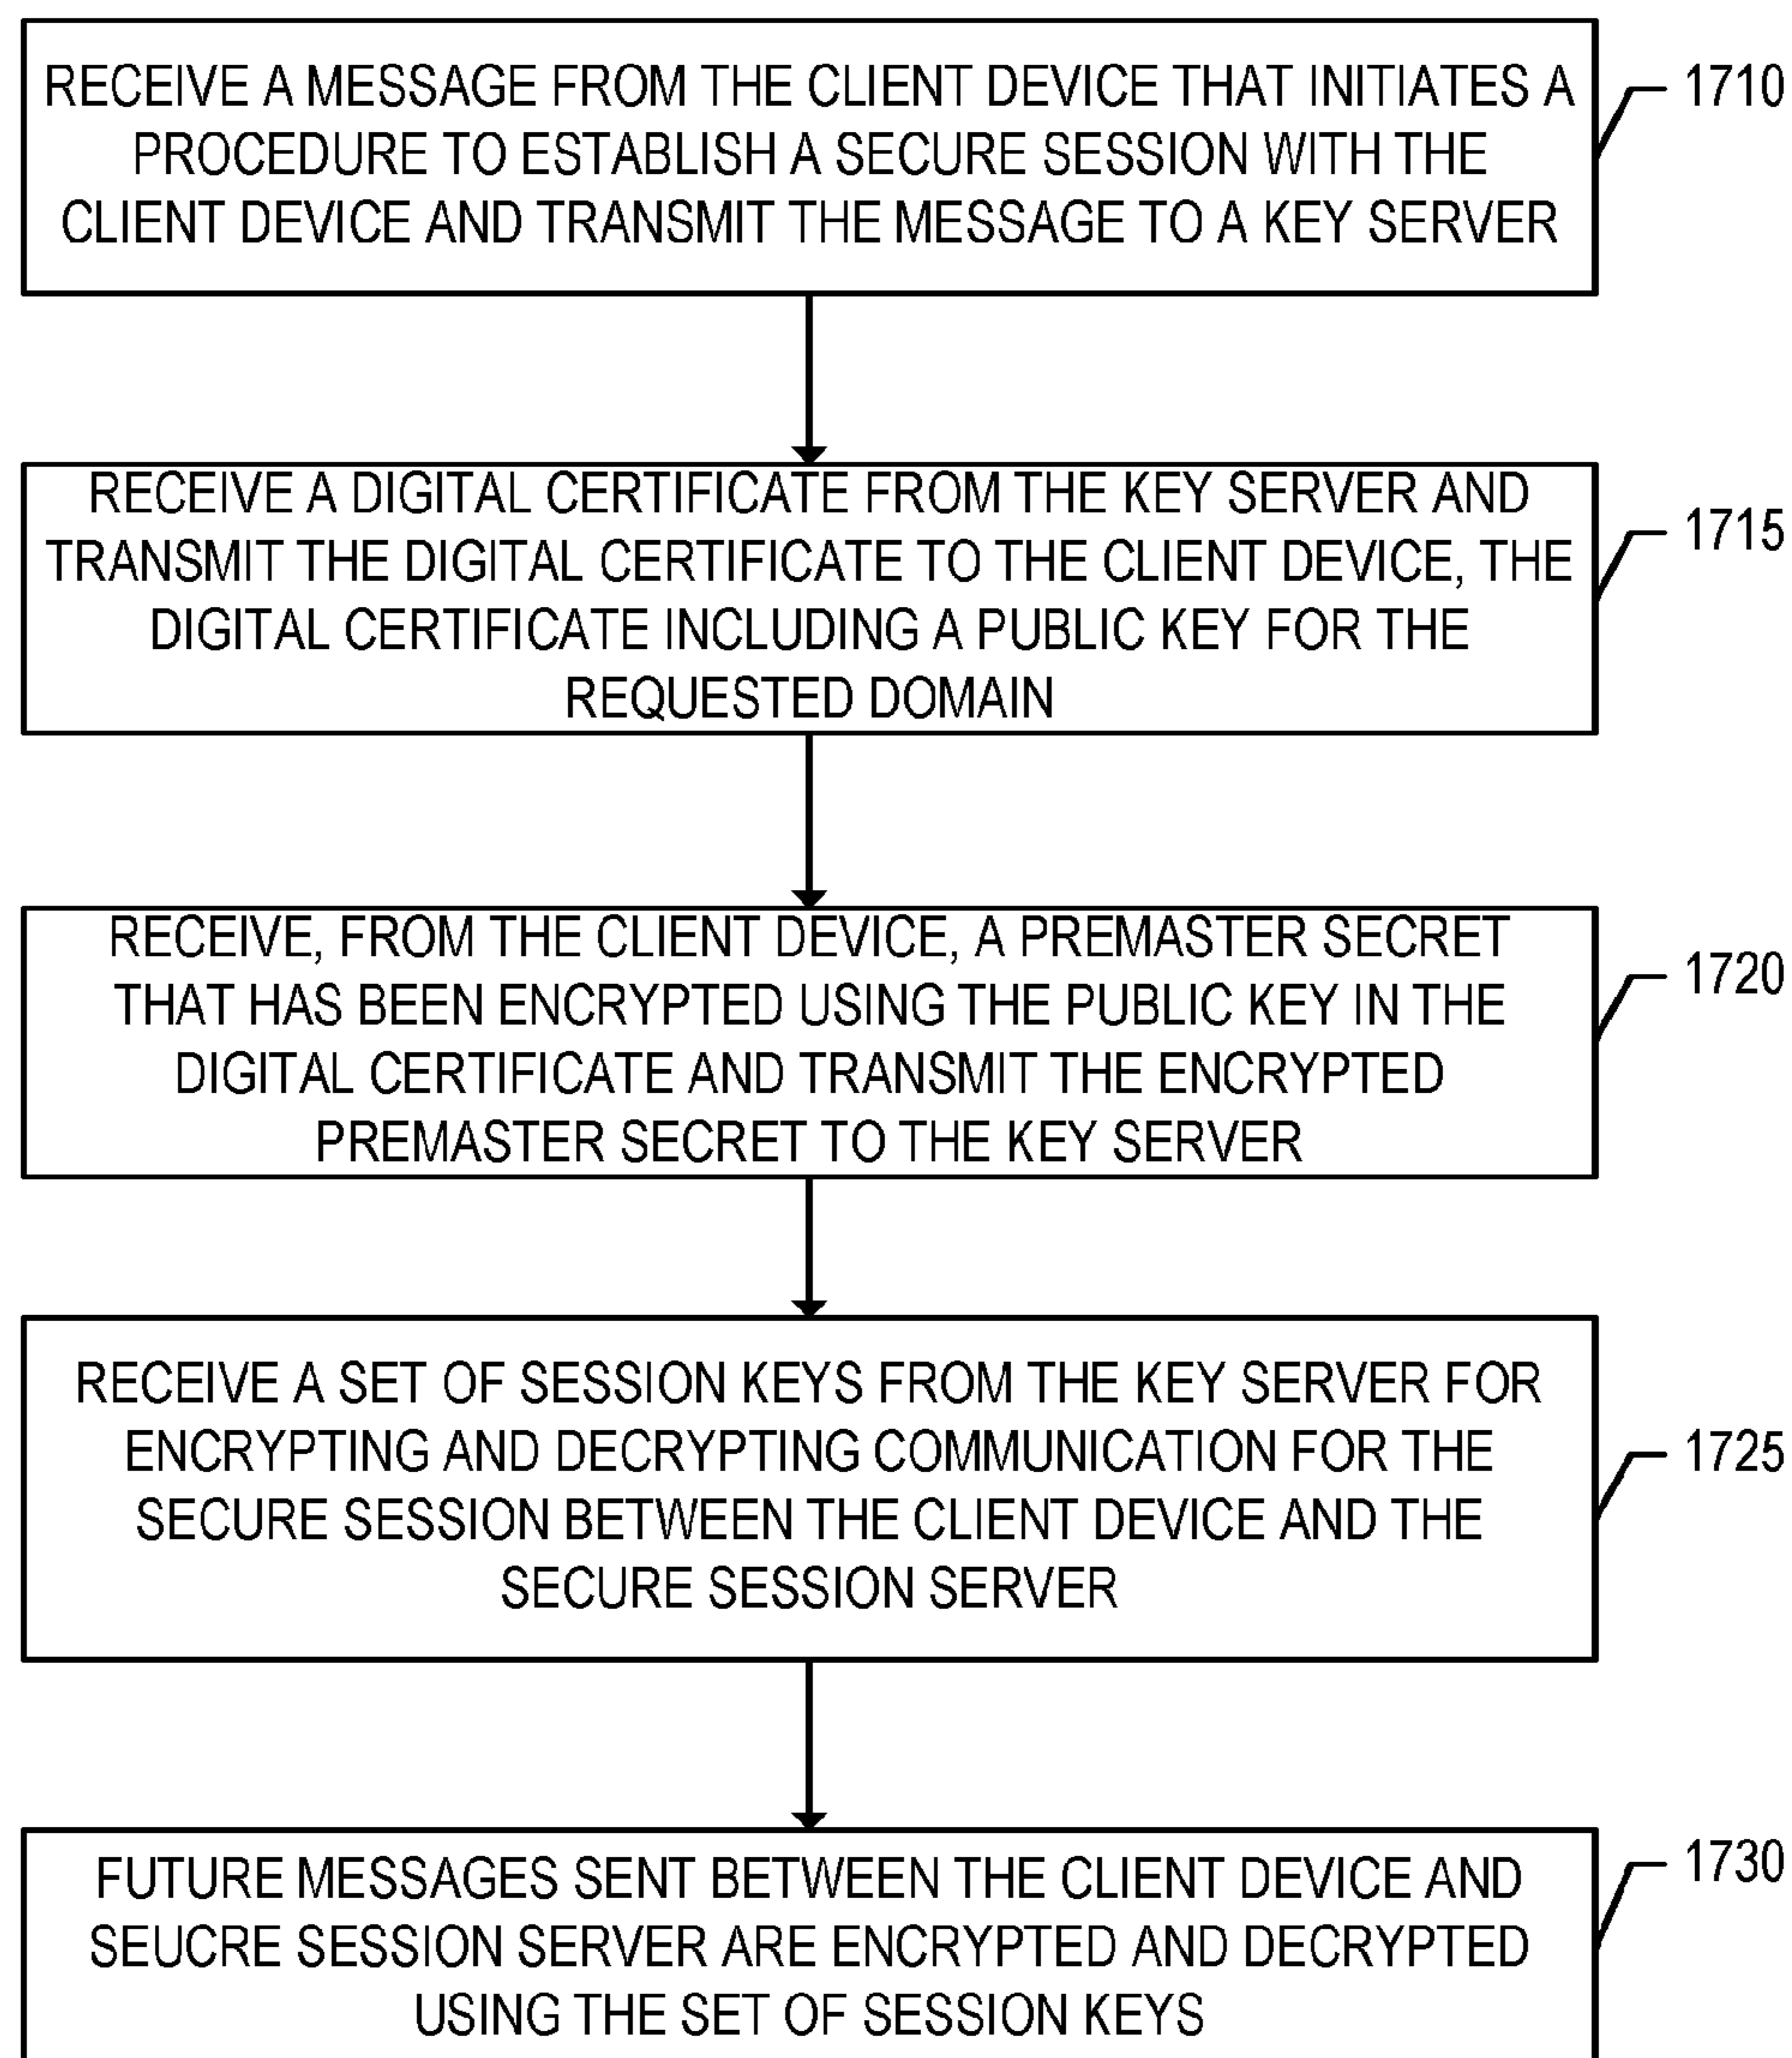 RECEIVE A MESSAGE FROM THE CLIENT DEVICE THAT INITIATES A
PROCEDURE TO ESTABLISH A SECURE SESSION WITH THE
CLIENT DEVICE AND TRANSMIT THE MESSAGE TO A KEY SERVER
1710
RECEIVE A DIGITAL CERTIFICATE FROM THE KEY SERVER AND
TRANSMIT THE DIGITAL CERTIFICATE TO THE CLIENT DEVICE, THE
DIGITAL CERTIFICATE INCLUDING A PUBLIC KEY FOR THE
REQUESTED DOMAIN
1715
RECEIVE, FROM THE CLIENT DEVICE, A PREMASTER SECRET
THAT HAS BEEN ENCRYPTED USING THE PUBLIC KEY IN THE
DIGITAL CERTIFICATE AND TRANSMIT THE ENCRYPTED
PREMASTER SECRET TO THE KEY SERVER
1720
RECEIVE A SET OF SESSION KEYS FROM THE KEY SERVER FOR
ENCRYPTING AND DECRYPTING COMMUNICATION FOR THE
SECURE SESSION BETWEEN THE CLIENT DEVICE AND THE
SECURE SESSION SERVER
1725
FUTURE MESSAGES SENT BETWEEN THE CLIENT DEVICE AND
SEUCRE SESSION SERVER ARE ENCRYPTED AND DECRYPTED
USING THE SET OF SESSION KEYS
1730